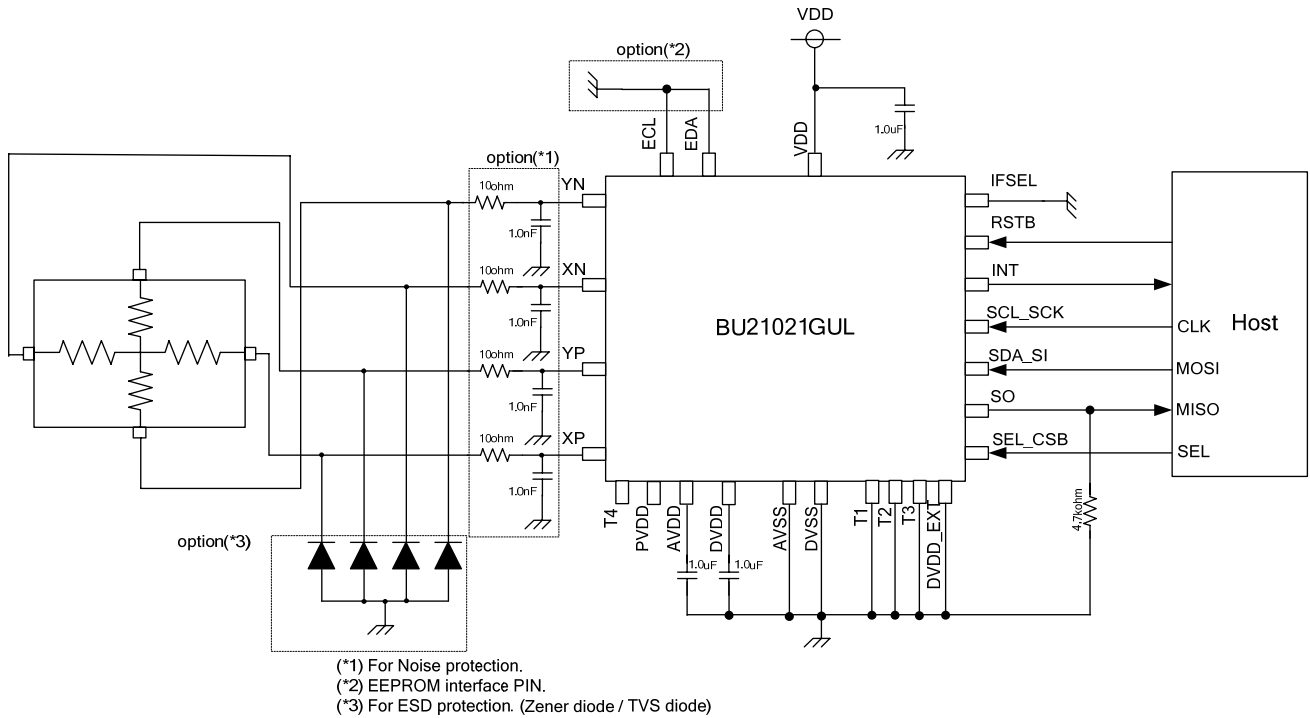 VDD
option(*2)
1.0uF
ECL
EDA
VDD
option(*1)
10ohm
YN
1.0nF
10ohm
XN
1.0nF
10ohm
YP
1.0nF
10ohm
XP
1.0nF
BU21021GUL
IFSEL
RSTB
INT
SCL_SCK
CLK
SDA_SI
MOSI
SO
MISO
SEL_CSB
SEL
Host
T4
PVDD
AVDD
DVDD
AVSS
DVSS
T1
T2
T3
DVDD_EXT
4.7kohm
1.0uF
1.0uF
option(*3)
(*1) For Noise protection.
(*2) EEPROM interface PIN.
(*3) For ESD protection. (Zener diode / TVS diode)